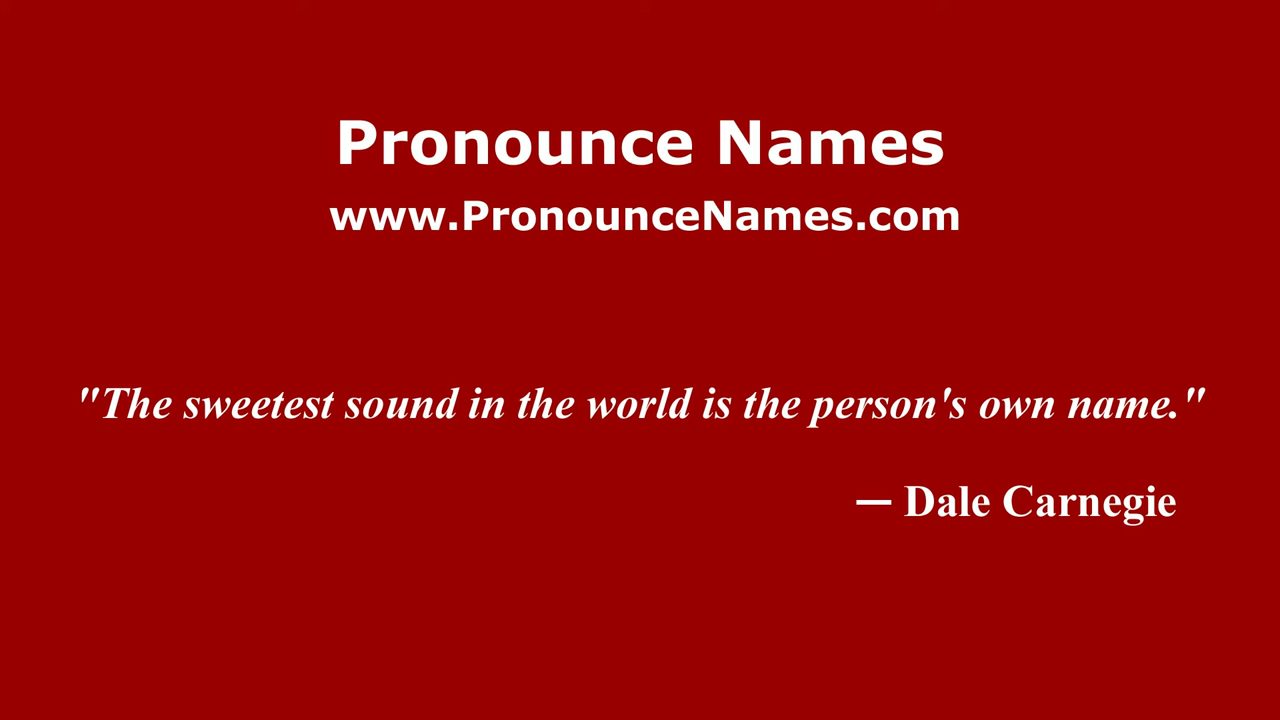 Pronounce Names
www.PronounceNames.com
"The sweetest sound in the world is the person's own name."
— Dale Carnegie